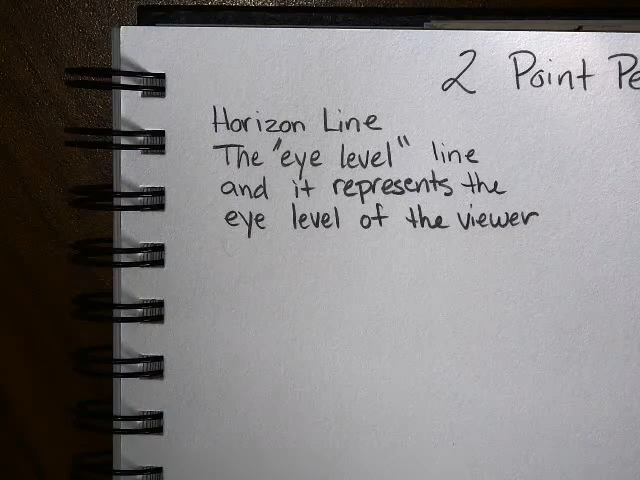 2 Point Pe
Horizon Line
The "eye level" line
and it represents the
eye level of the viewer